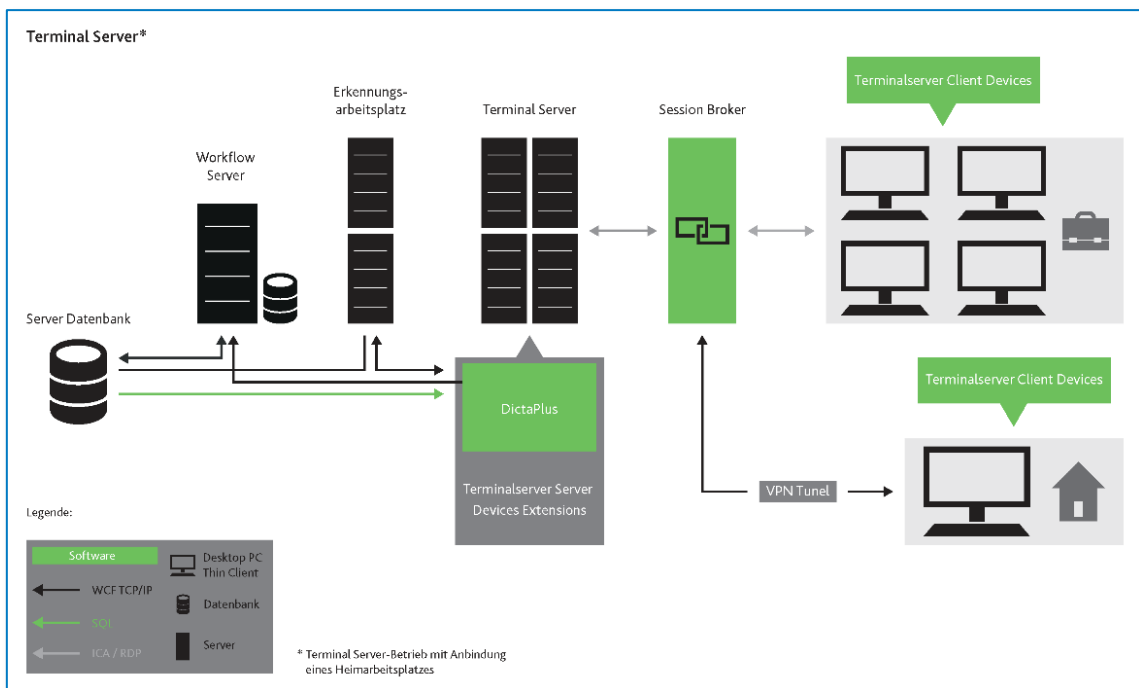 Terminal Server*
Terminalserver Client Devices
Erkennungs-
arbeitsplatz
Terminal Server
Session Broker
Workflow
Server
Server Datenbank
DictaPlus
Terminalserver Server
Devices Extensions
Terminalserver Client Devices
VPN Tunel
Legende:
Software
WCF TCP/IP
SQL
ICA / RDP
Desktop PC
Thin Client
Datenbank
Server
* Terminal Server-Betrieb mit Anbindung
eines Heimarbeitsplatzes